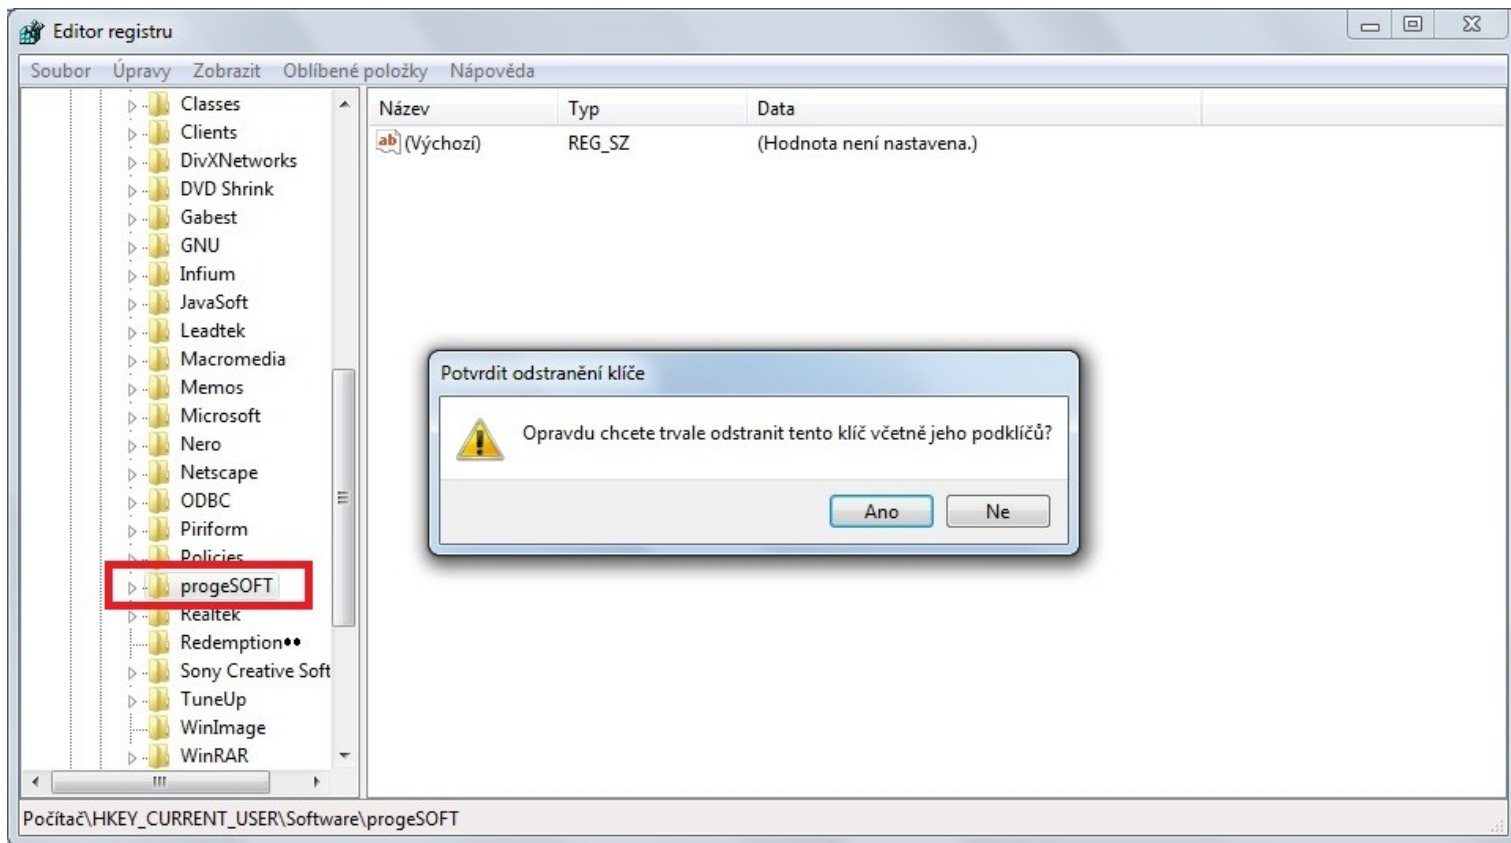 Editor registru
Soubor Úpravy Zobrazit Oblíbené položky Nápověda
Classes
Clients
DivXNetworks
DVD Shrink
Gabest
GNU
Infium
JavaSoft
Leadtek
Macromedia
Memos
Microsoft
Nero
Netscape
ODBC
Piriform
Policies
progeSOFT
Realtek
Redemption••
Sony Creative Soft
TuneUp
WinImage
WinRAR
Název Typ Data
ab (Výchozí) REG_SZ (Hodnota není nastavena.)
Potvrdit odstranění klíče
Opravdu chcete trvale odstranit tento klíč včetně jeho podklíčů?
Ano Ne
Počítač\HKEY_CURRENT_USER\Software\progeSOFT